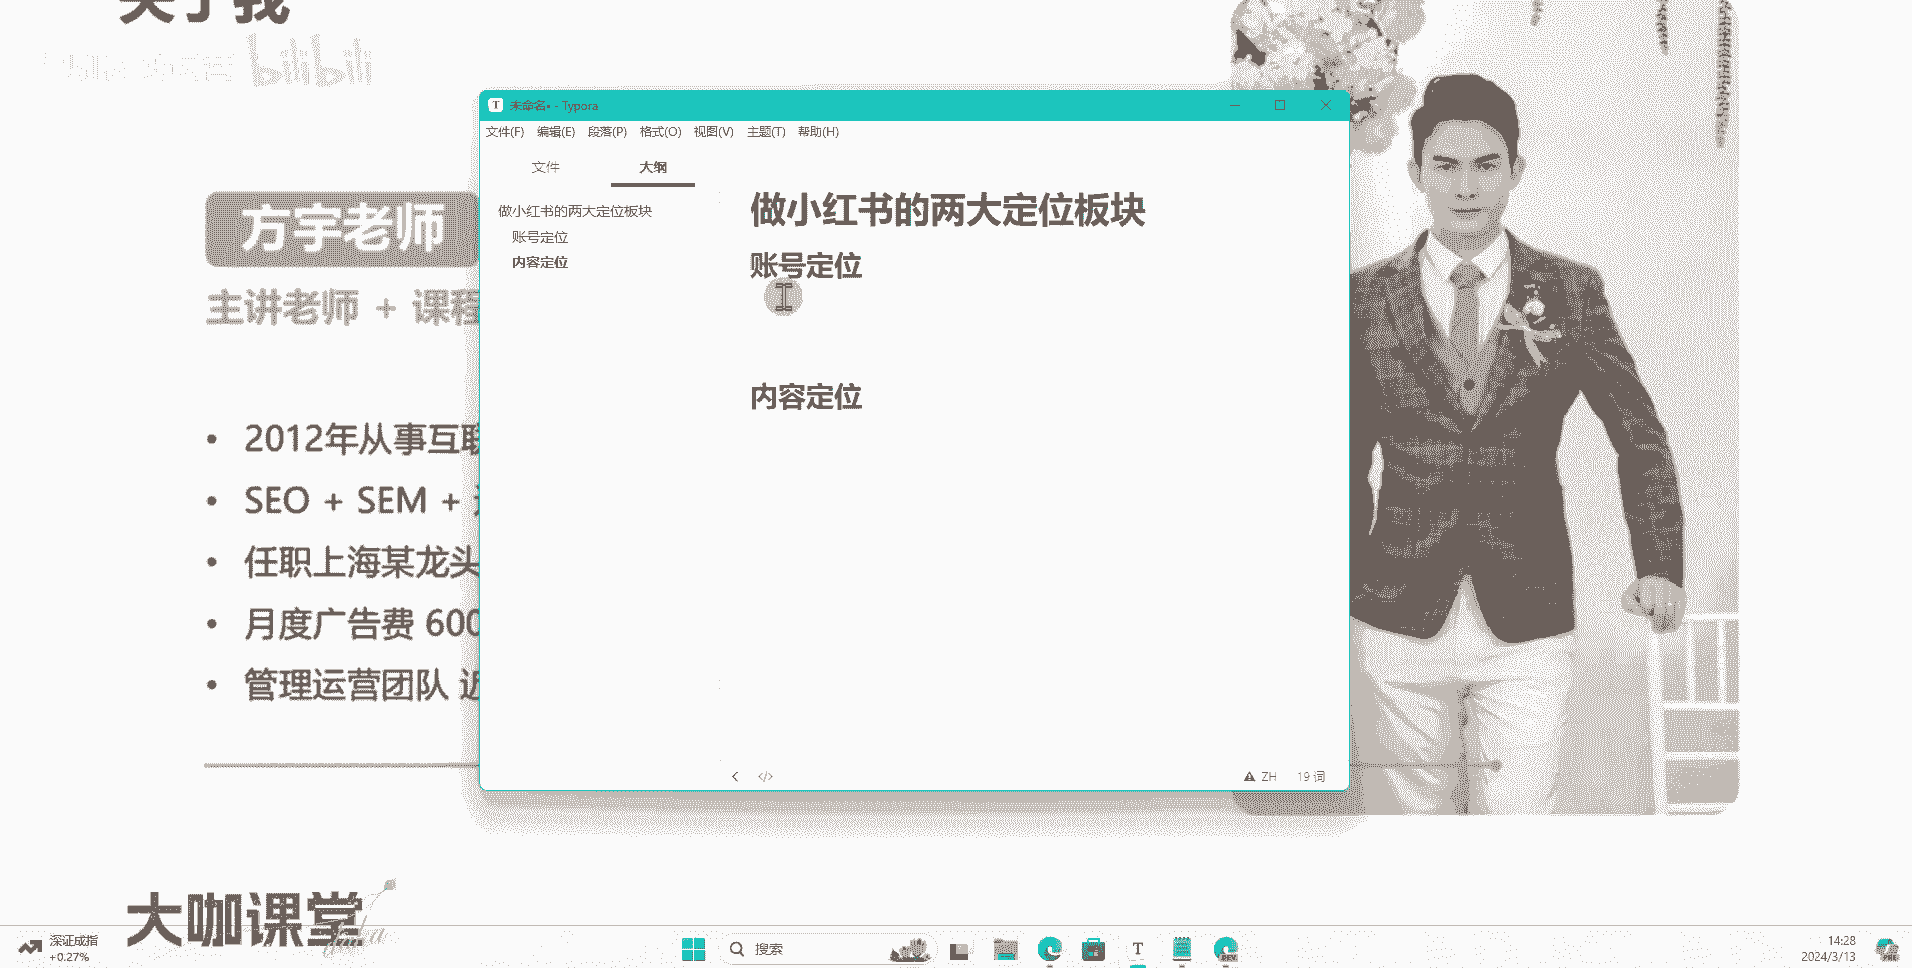 关于我
bilibili
未命名• - Typora
文件(F) 编辑(E) 段落(P) 格式(O) 视图(V) 主题(T) 帮助(H)
文件 大纲
做小红书的两大定位板块
账号定位
内容定位
做小红书的两大定位板块
账号定位
内容定位
ZH 19 词
方宇老师
主讲老师 + 课程
2012年从事互联
SEO + SEM +
任职上海某龙头
月度广告费 600
管理运营团队 近
大咖课堂
深证成指
+0.27%
搜索
14:28
2024/3/13